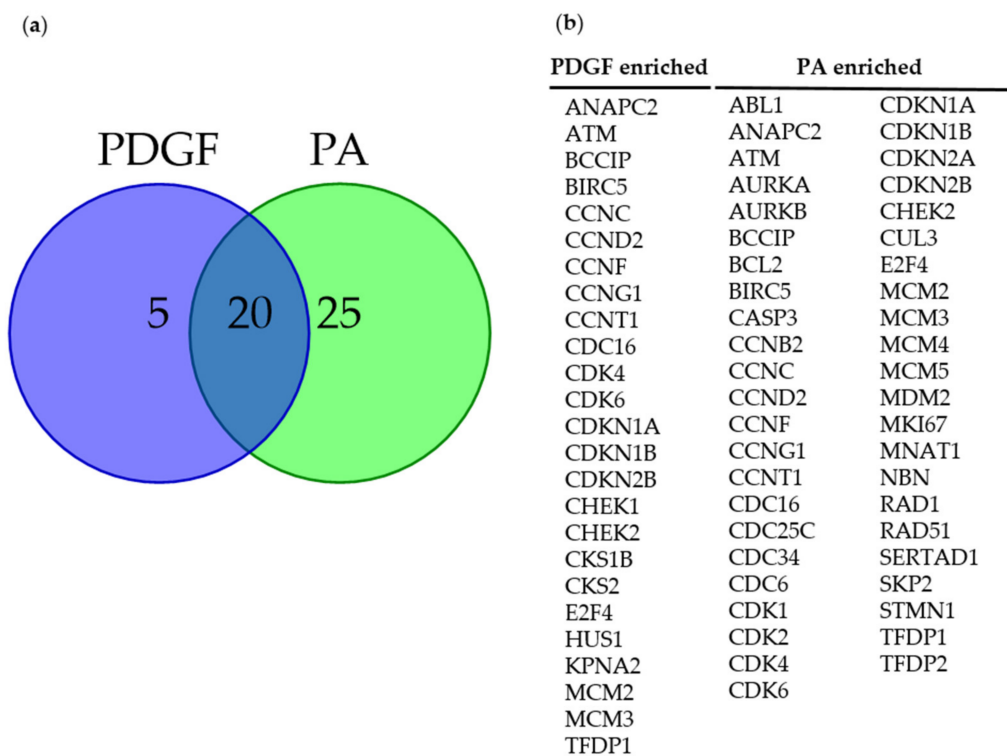 (a)
PDGF PA
5 20 25
(b)
PDGF enriched PA enriched
ANAPC2 ABL1 CDKN1A
ATM ANAPC2 CDKN1B
BCCIP ATM CDKN2A
BIRC5 AURKA CDKN2B
CCNC AURKB CHEK2
CCND2 BCCIP CUL3
CCNF BCL2 E2F4
CCNG1 BIRC5 MCM2
CCNT1 CASP3 MCM3
CDC16 CCNB2 MCM4
CDK4 CCNC MCM5
CDK6 CCND2 MDM2
CDKN1A CCNF MKI67
CDKN1B CCNG1 MNAT1
CDKN2B CCNT1 NBN
CHEK1 CDC16 RAD1
CHEK2 CDC25C RAD51
CKS1B CDC34 SERTAD1
CKS2 CDC6 SKP2
E2F4 CDK1 STMN1
HUS1 CDK2 TFDP1
KPNA2 CDK4 TFDP2
MCM2 CDK6
MCM3
TFDP1